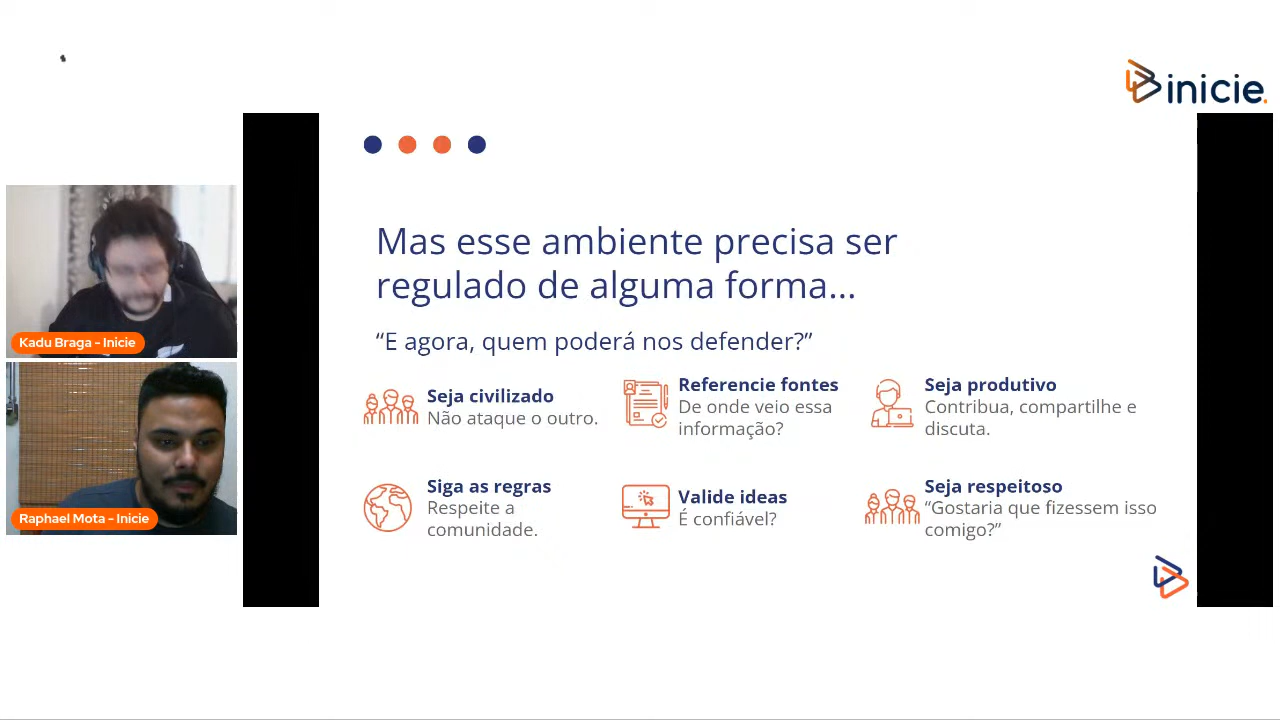 inicie.
Mas esse ambiente precisa ser
regulado de alguma forma...
“E agora, quem poderá nos defender?”
Seja civilizado
Não ataque o outro.
Referencie fontes
De onde veio essa
informação?
Seja produtivo
Contribua, compartilhe e
discuta.
Siga as regras
Respeite a
comunidade.
Valide ideas
É confiável?
Seja respeitoso
“Gostaria que fizessem isso
comigo?”
Kadu Braga - Inicie
Raphael Mota - Inicie